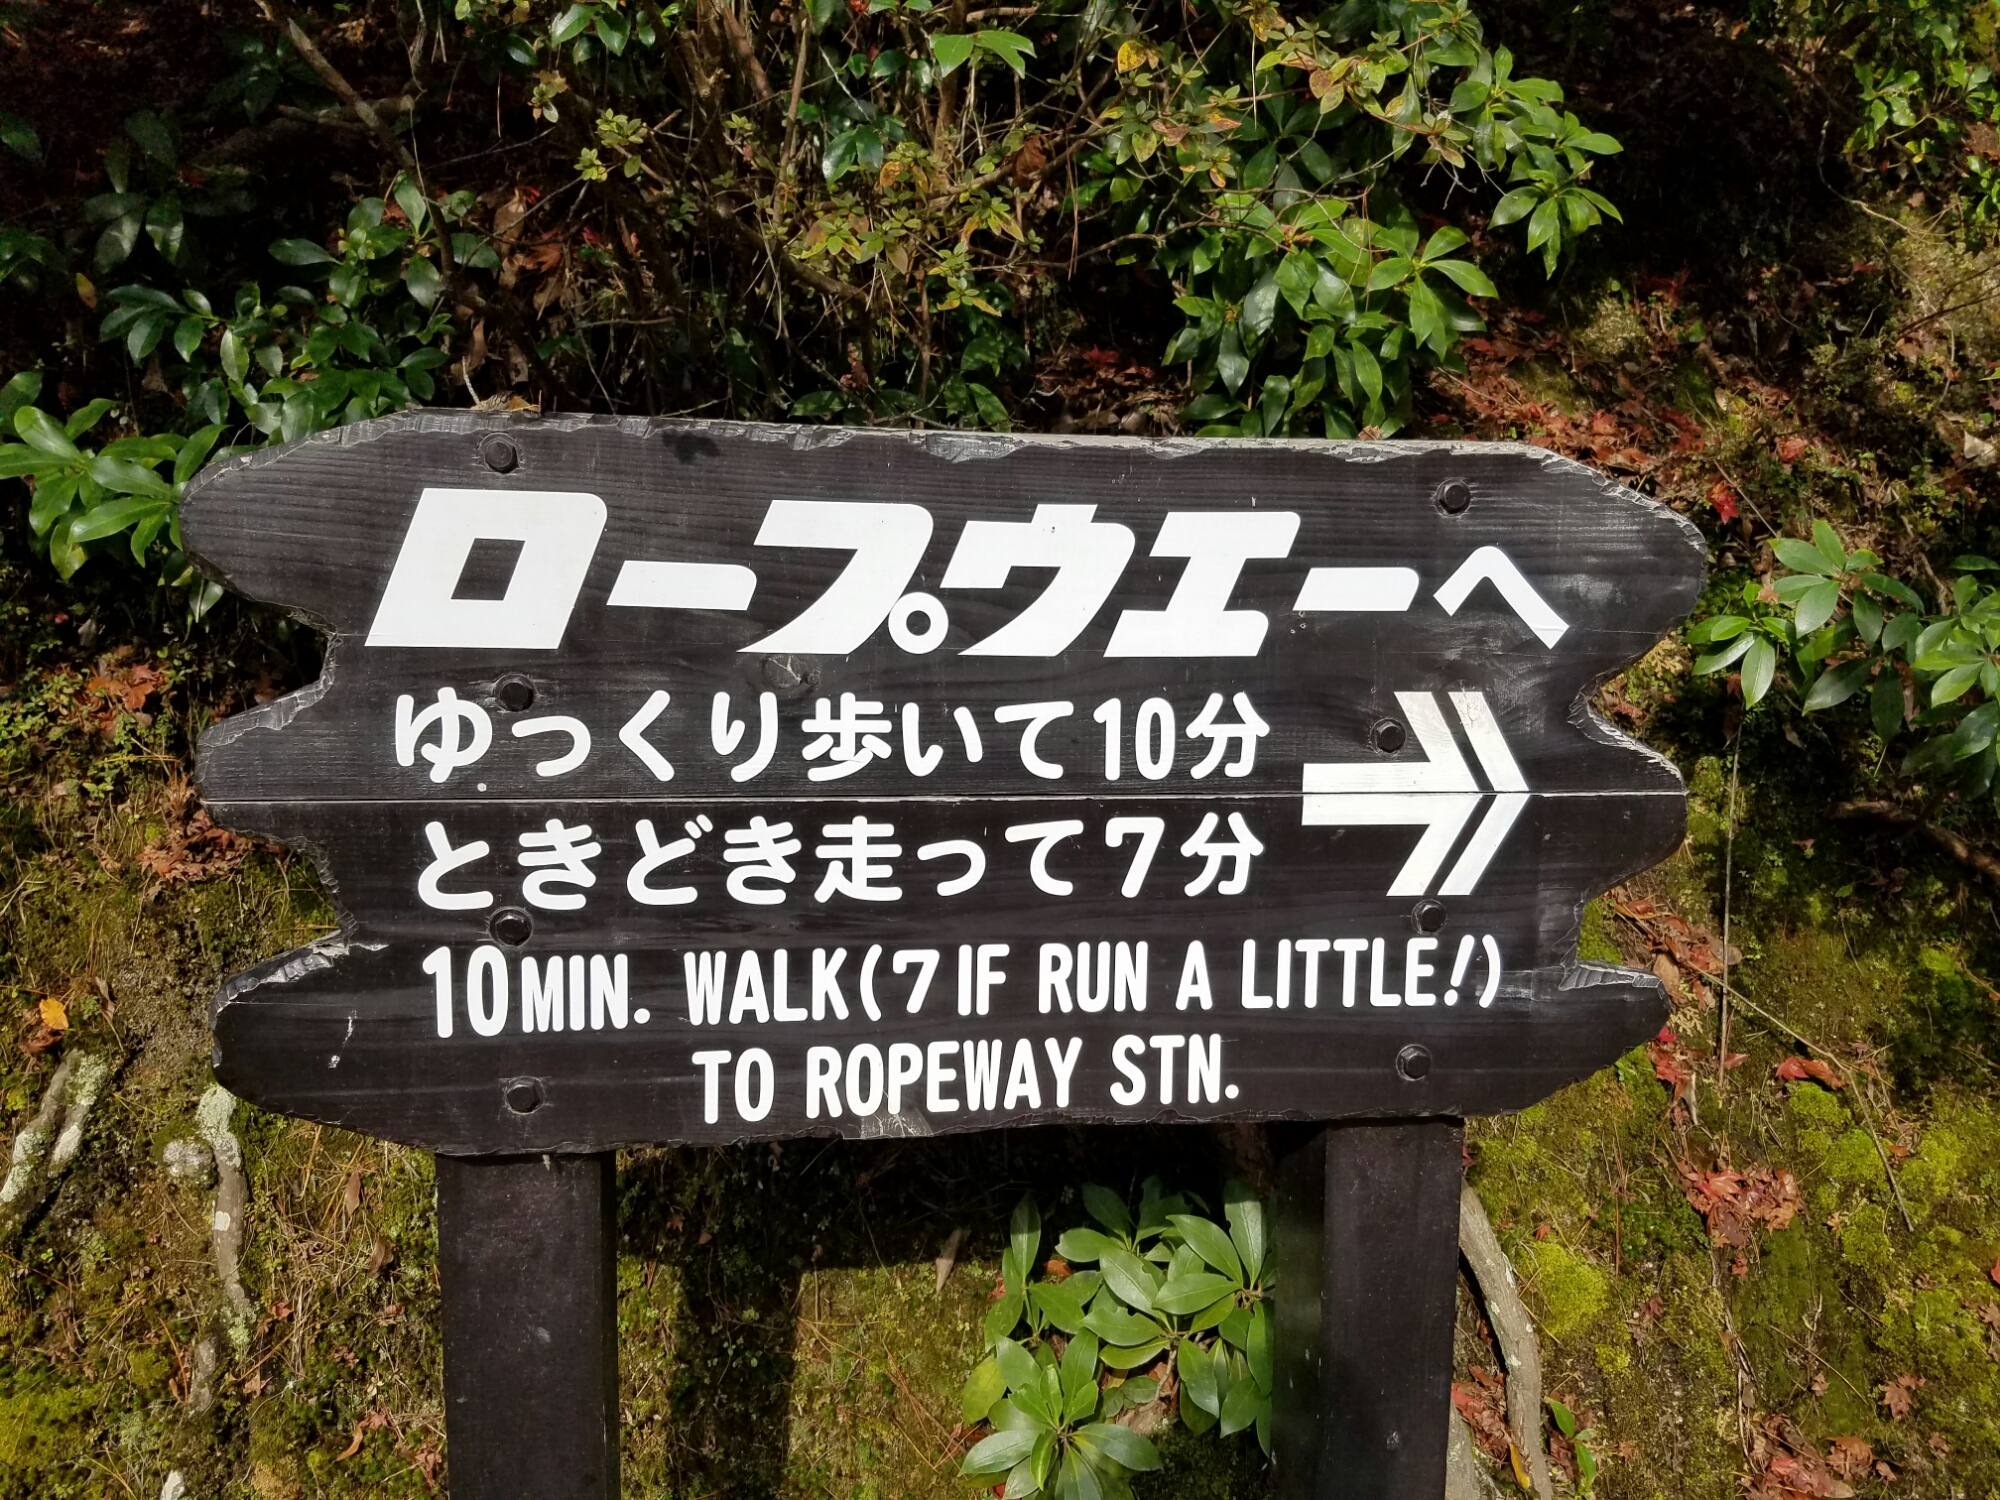 ロープウエーへ
ゆっくり歩いて10分
ときどき走って7分
10MIN. WALK(7 IF RUN A LITTLE!)
TO ROPEWAY STN.